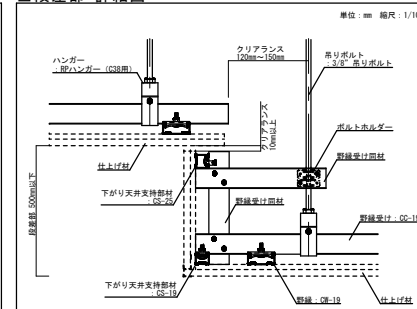 単位：mm 縮尺：1/10
クリアランス
120mm～150mm
ハンガー
：RPハンガー（C38用）
吊りボルト
：3/8" 吊りボルト
クリアランス
10mm以上
ボルトホルダー
仕上げ材
野縁受け同材
段差部 500mm以下
下がり天井支持部材
：CS-25
野縁受け同材
野縁受け：CC-19
下がり天井支持部材
：CS-19
野縁：CW-19
仕上げ材